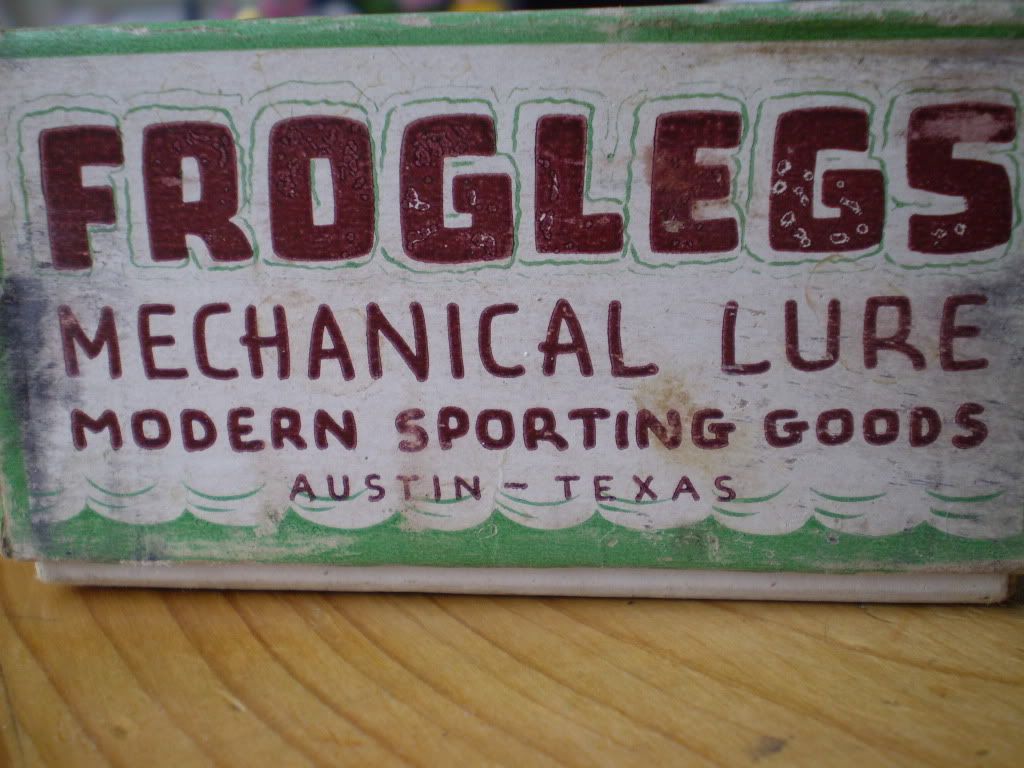 FROGLEGS
MECHANICAL LURE
MODERN SPORTING GOODS
AUSTIN - TEXAS